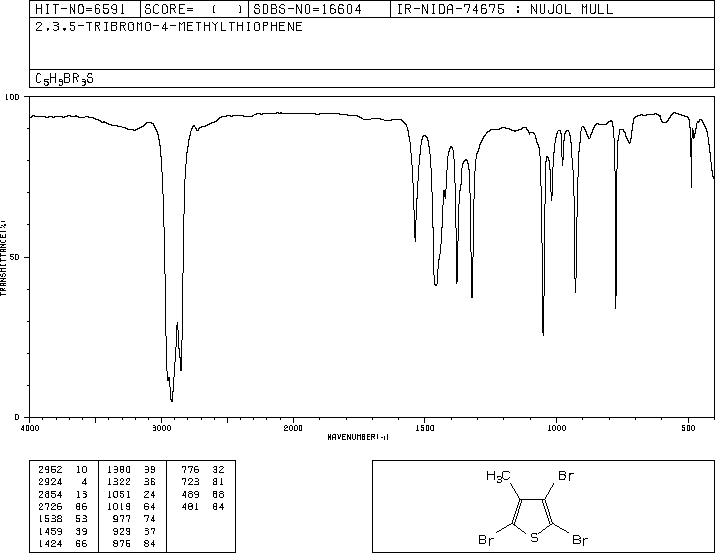 HIT-NO=6591 SCORE= ( ) SDBS-NO=16604 IR-NIDA-74675 : NUJOL MULL
2,3,5-TRIBROMO-4-METHYLTHIOPHENE
C5H3BR3S
100
50
0
TRANSMITTANCE(%)
4000 3000 2000 1500 1000 500
WAVENUMBER(-1)
2962 10 1380 39 776 32
2924 4 1322 36 723 81
2854 13 1051 24 489 68
2726 86 1019 64 481 84
1538 53 977 74
1459 39 929 37
1424 66 876 84
H3C Br
Br S Br